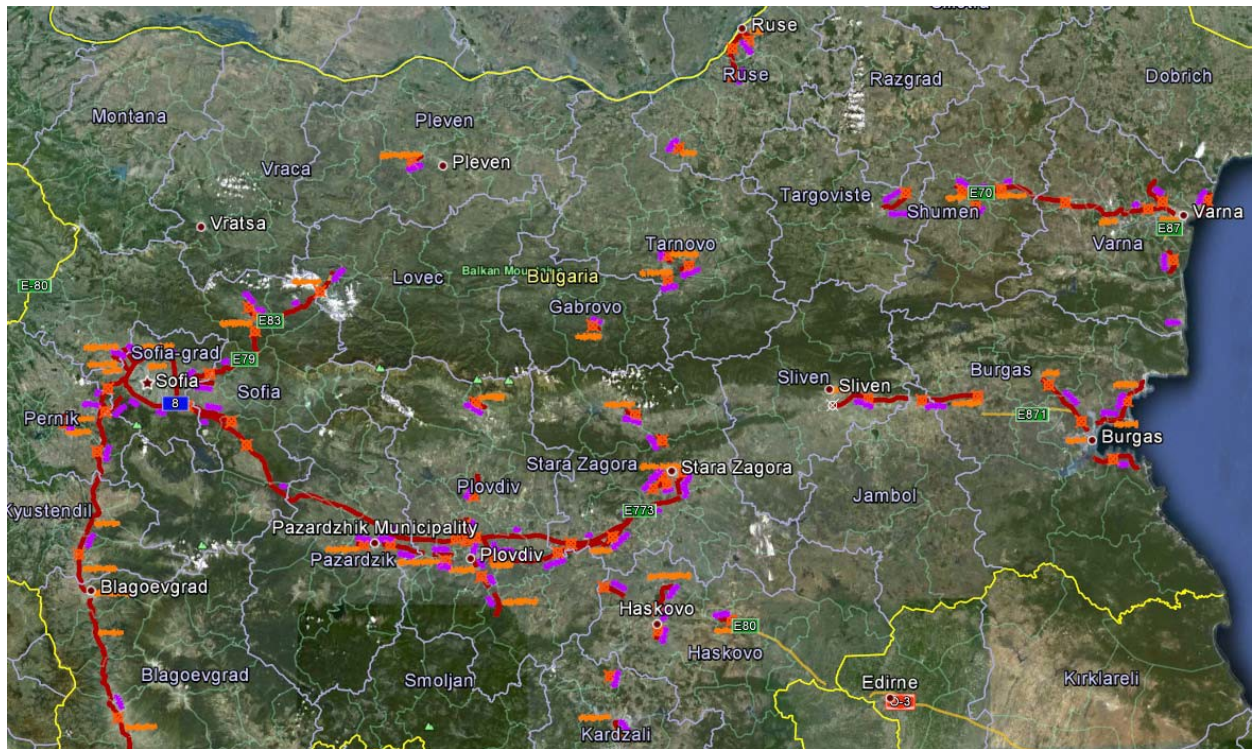 Ruse
Ruse
Razgrad
Dobrich
Montana
Pleven
Pleven
Vraca
Targoviste
E70
Shumen
Varna
E87
Vratsa
Tarnovo
Varna
Lovec
Bulgaria
E-80
Gabrovo
E83
Sofia-grad
E79
Sofia
Sofia
Sliven
Sliven
Burgas
8
E871
Pernik
Burgas
Stara Zagora
Stara Zagora
Plovdiv
Jambol
Kyustendil
E773
Pazardzhik Municipality
Pazardzik
Plovdiv
Blagoevgrad
Haskovo
E80
Haskovo
Blagoevgrad
Smoljan
Edirne
Kırklareli
Kardzali